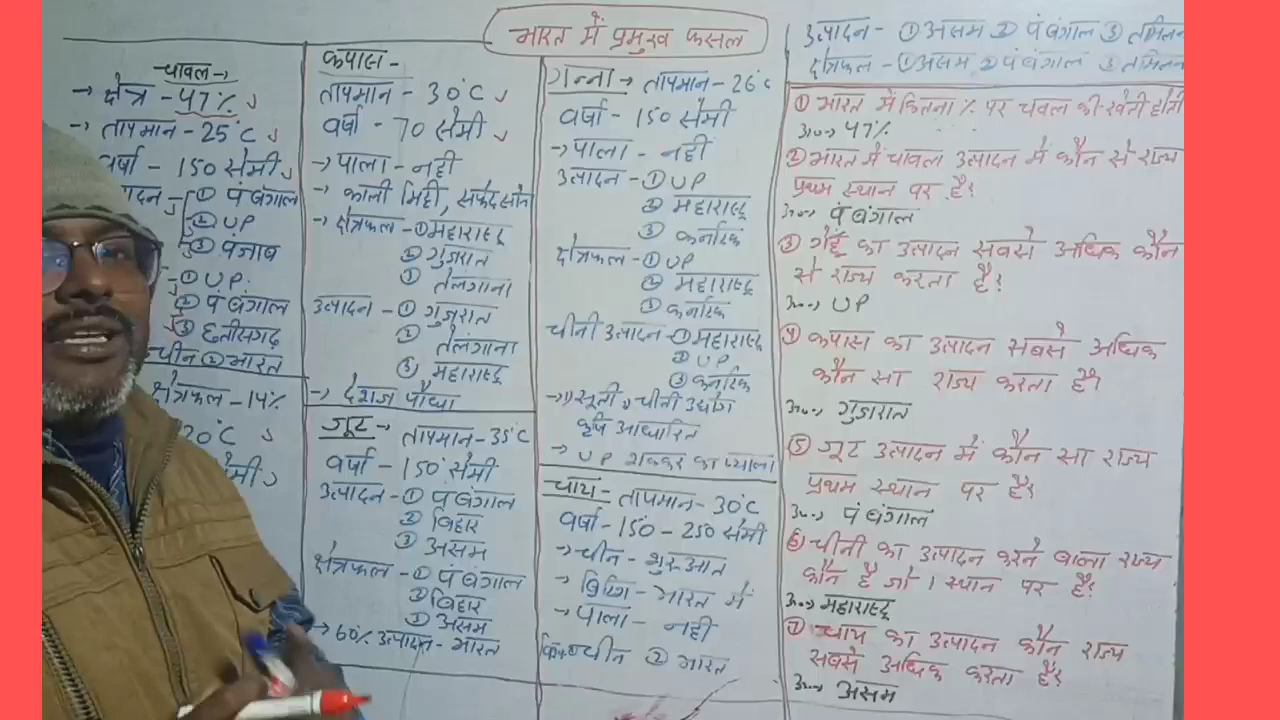 भारत में प्रमुख फसल
चावल →
→ क्षेत्र - 47%
→ तापमान - 25°C
वर्षा - 150 सेमी
① पं बंगाल
② UP
③ पंजाब
① UP
② पं बंगाल
③ छत्तीसगढ़
चीन ② भारत
क्षेत्रफल - 14%
कपास -
तापमान - 30°C
वर्षा - 70 सेमी
→ पाला - नही
→ काली मिट्टी, सफेद सोन
→ क्षेत्रफल - ① महाराष्ट्र
② गुजरात
③ तेलंगाना
उत्पादन - ① गुजरात
② तेलंगाना
③ महाराष्ट्र
→ देशज पौधा
जूट → तापमान - 35°C
वर्षा - 150 सेमी
उत्पादन - ① पं बंगाल
② बिहार
③ असम
क्षेत्रफल - ① पं बंगाल
② बिहार
③ असम
→ 60% उत्पादन - भारत
गन्ना → तापमान - 26°C
वर्षा - 150 सेमी
→ पाला - नही
उत्पादन - ① UP
② महाराष्ट्र
③ कर्नाटक
क्षेत्रफल - ① UP
② महाराष्ट्र
③ कर्नाटक
चीनी उत्पादन - ① महाराष्ट्र
② UP
③ कर्नाटक
सूती, चीनी उद्योग
कृषि आधारित
→ UP शक्कर का प्याला
चाय - तापमान - 30°C
वर्षा - 150 - 250 सेमी
→ चीन - शुरुआत
→ ब्रिटिश - भारत में
→ पाला - नही
चीन ② भारत
उत्पादन - ① असम ② पं बंगाल ③ तमिलन
क्षेत्रफल - ① असम ② पं बंगाल ③ तमिलन
① भारत में कितना % पर चावल की खेती होती
उ०→ 47%
② भारत में चावल उत्पादन में कौन से राज्य
प्रथम स्थान पर है?
उ०→ पं बंगाल
③ गेहूँ का उत्पादन सबसे अधिक कौन
से राज्य करता है?
उ०→ UP
④ कपास का उत्पादन सबसे अधिक
कौन सा राज्य करता है?
उ०→ गुजरात
⑤ जूट उत्पादन में कौन सा राज्य
प्रथम स्थान पर है?
उ०→ पं बंगाल
⑥ चीनी का उत्पादन करने वाला राज्य
कौन है जो 1 स्थान पर है?
उ०→ महाराष्ट्र
⑦ चाय का उत्पादन कौन राज्य
सबसे अधिक करता है?
उ०→ असम